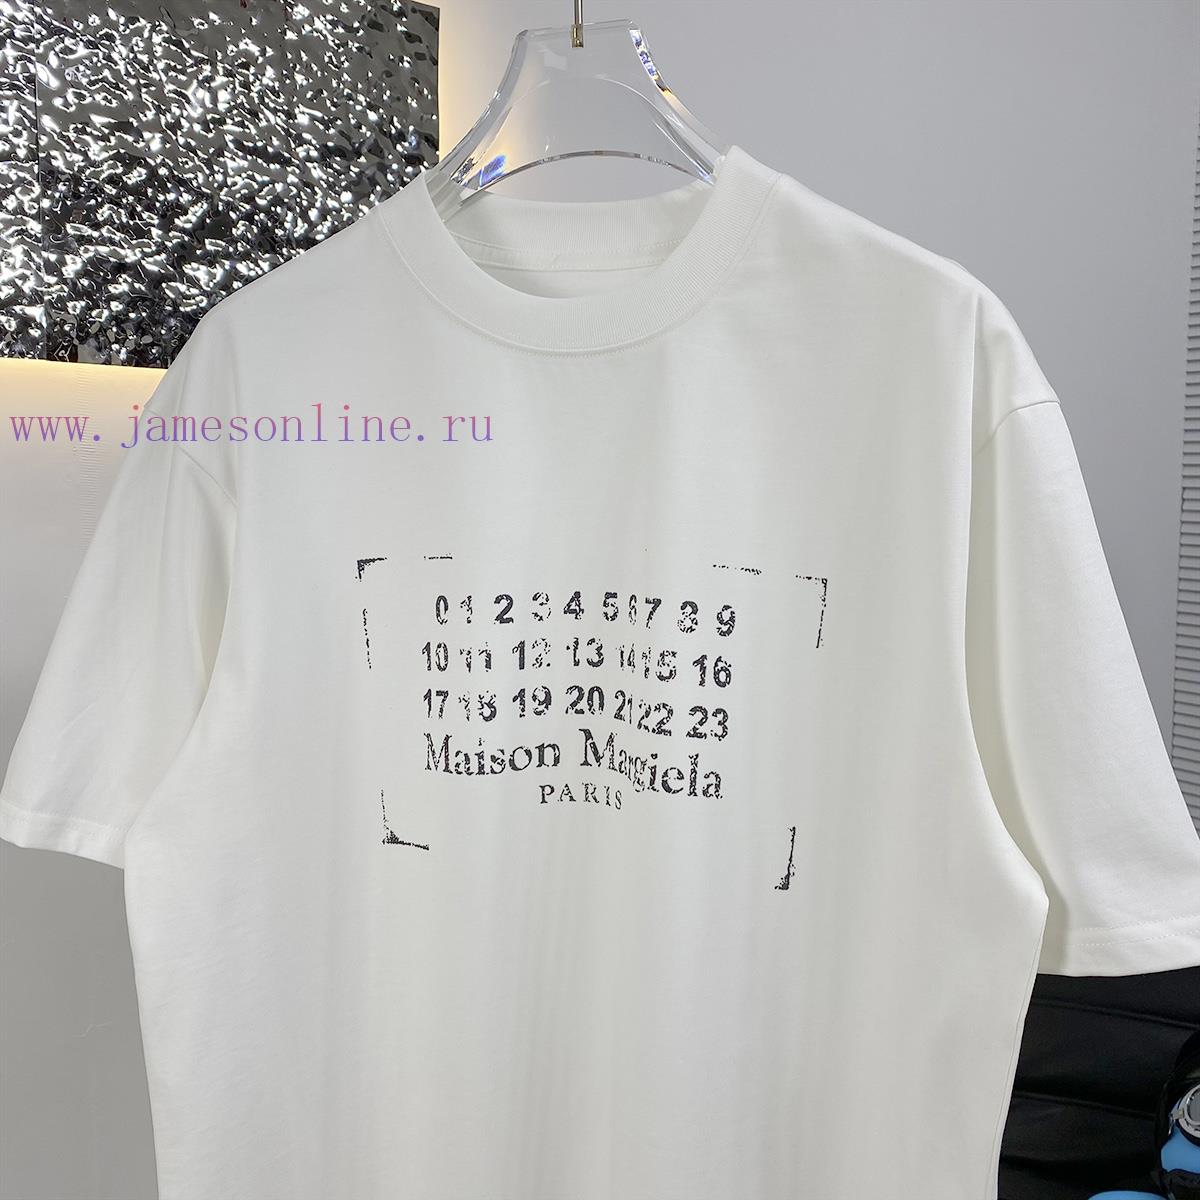 www.jamesonline.ru
0 1 2 3 4 5 6 7 8 9
10 11 12 13 14 15 16
17 18 19 20 21 22 23
Maison Margiela
PARIS